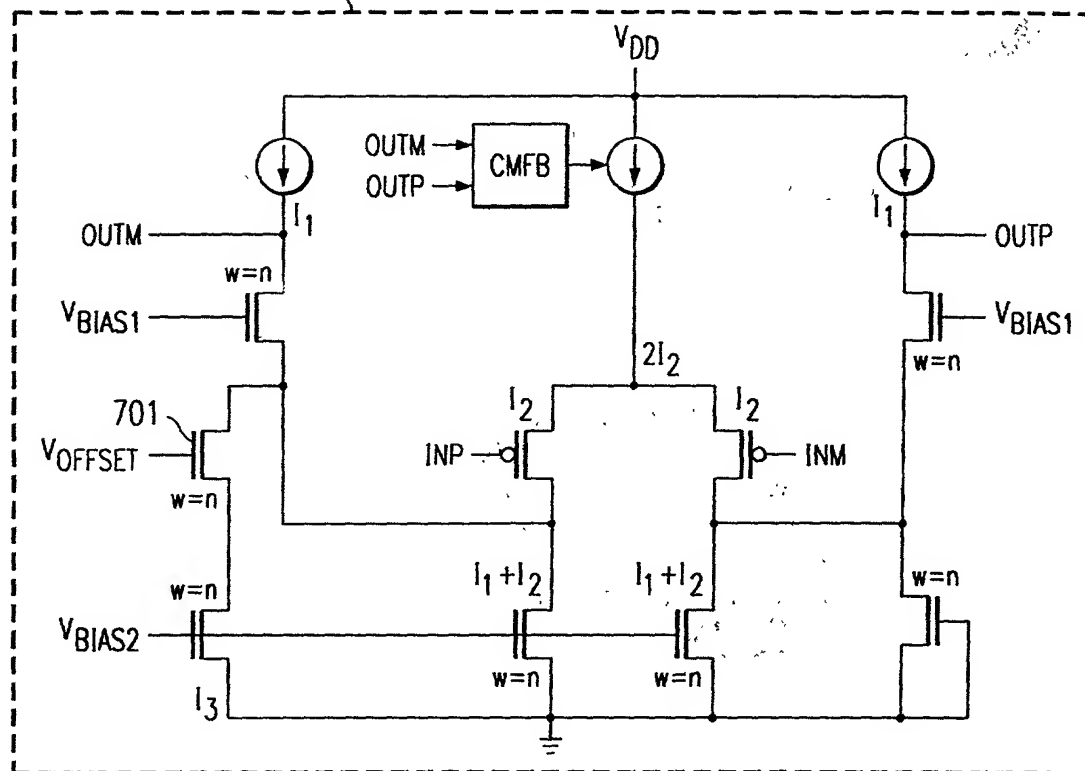 V_DD
OUTM
OUTP
CMFB
I_1
I_1
OUTM
OUTP
w=n
V_BIAS1
V_BIAS1
w=n
2I_2
701
I_2
I_2
V_OFFSET
INP
INM
w=n
w=n
I_1+I_2
I_1+I_2
w=n
V_BIAS2
w=n
w=n
I_3